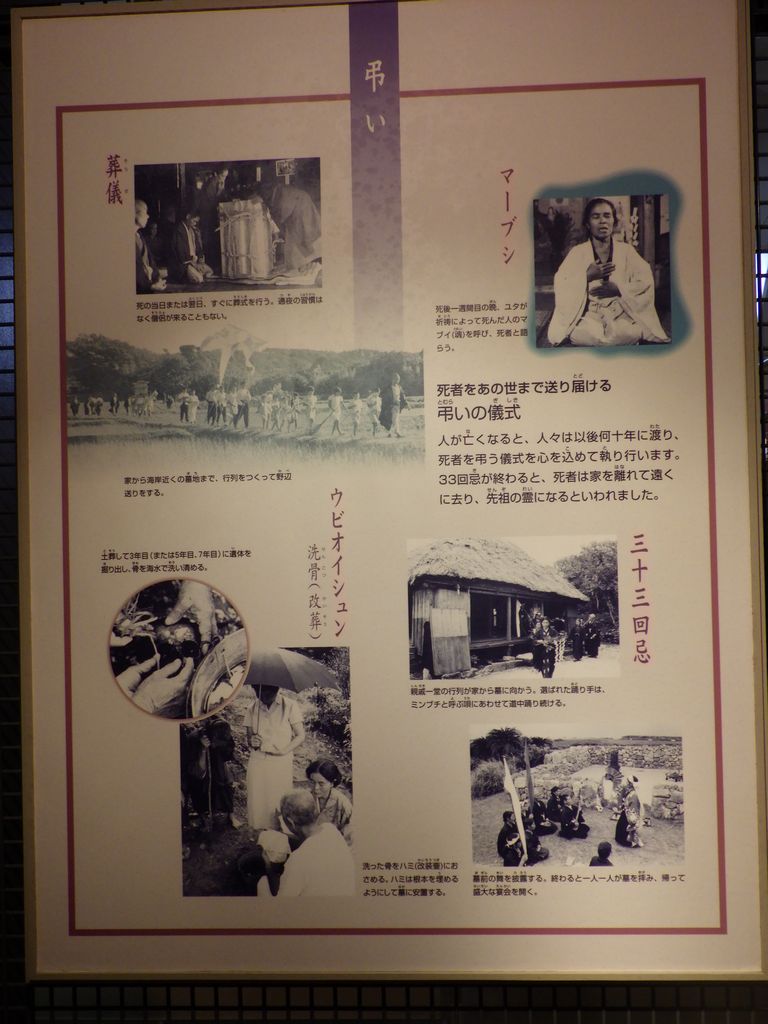 弔い
マーブシ
死後一週間目の晩、ユタが
祈祷によって死んだ人のマ
ブイ(魂)を呼び、死者と語
らう。
死者をあの世まで送り届ける
弔いの儀式
人が亡くなると、人々は以後何十年に渡り、
死者を弔う儀式を心を込めて執り行います。
33回忌が終わると、死者は家を離れて遠く
に去り、先祖の霊になるといわれました。
葬儀
死の当日または翌日、すぐに葬式を行う。通夜の習慣は
なく僧侶が来ることもない。
家から海岸近くの墓地まで、行列をつくって野辺
送りをする。
ウビオイシュン
洗骨(改葬)
土葬して3年目(または5年目、7年目)に遺体を
掘り出し、骨を海水で洗い清める。
洗った骨をハミ(改装甕)にお
さめる。ハミは根本を埋める
ようにして墓に安置する。
三十三回忌
親戚一堂の行列が家から墓に向かう。選ばれた踊り手は、
ミンブチと呼ぶ唄にあわせて道中踊り続ける。
墓前の舞を披露する。終わると一人一人が墓を拝み、帰って
盛大な宴会を開く。